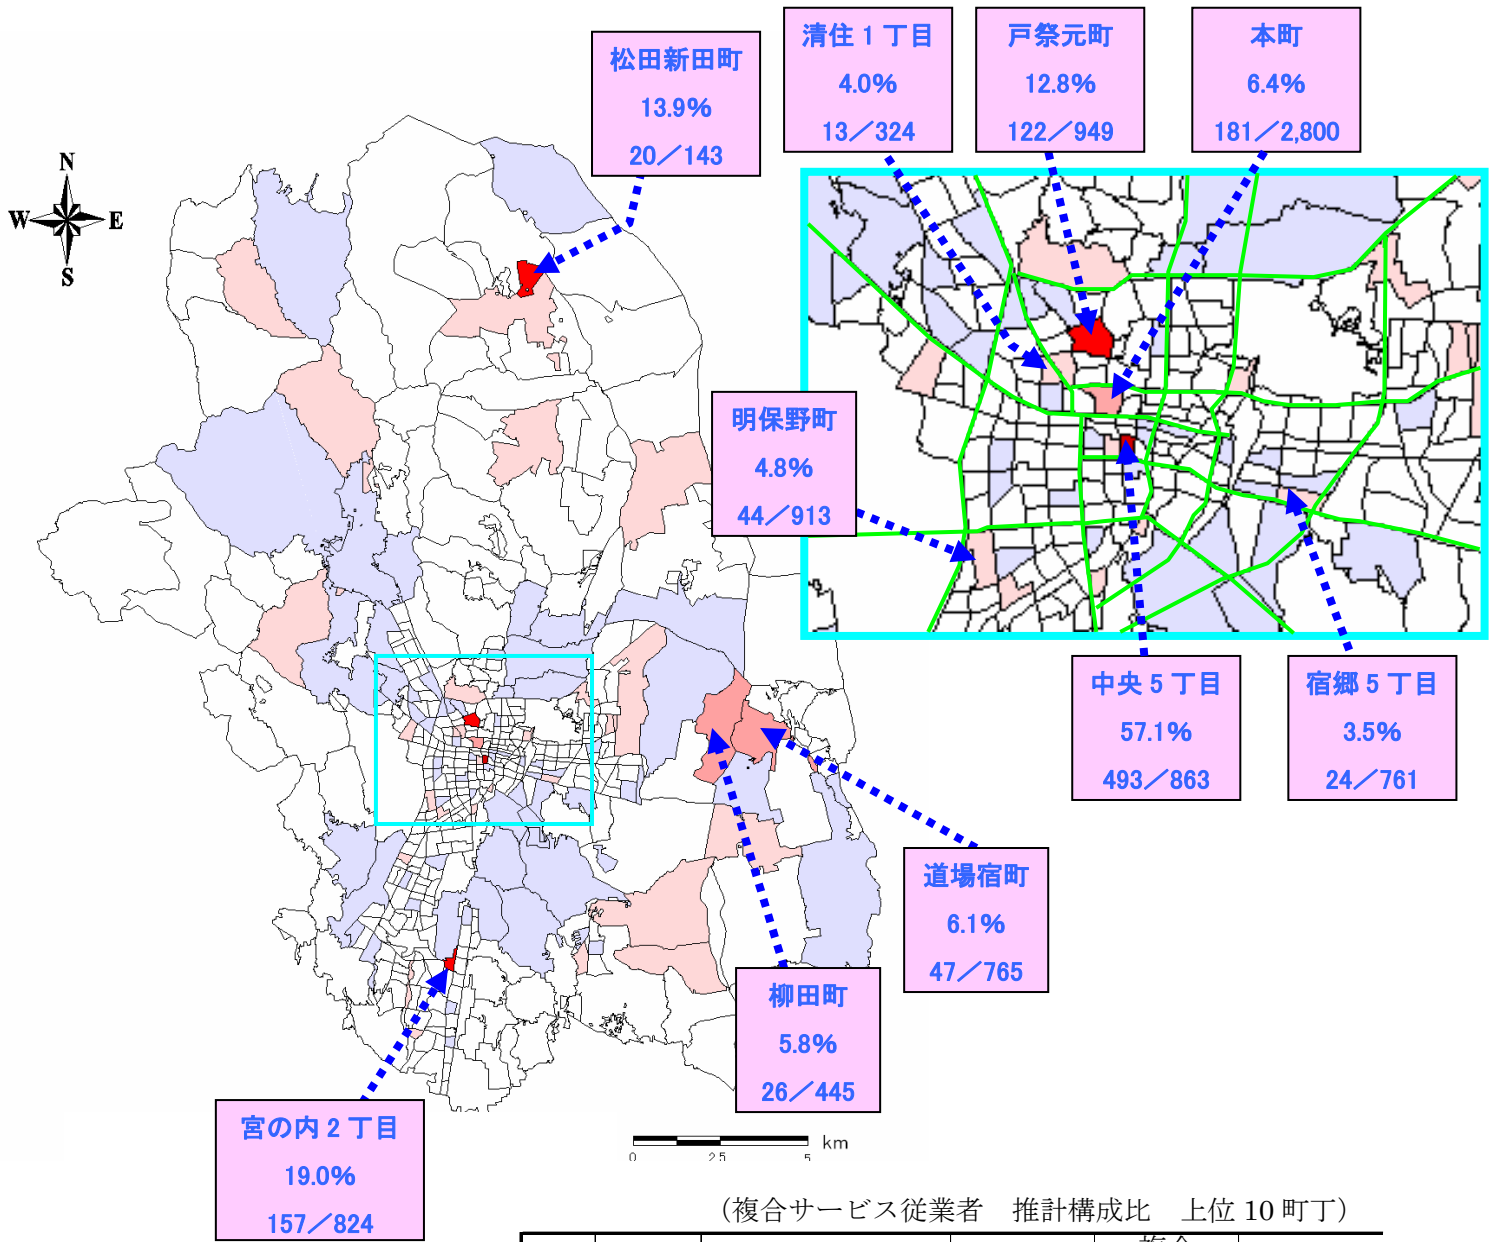 清住1丁目
4.0%
13／324
戸祭元町
12.8%
122／949
本町
6.4%
181／2,800
松田新田町
13.9%
20／143
N
W
E
S
明保野町
4.8%
44／913
中央5丁目
57.1%
493／863
宿郷5丁目
3.5%
24／761
道場宿町
6.1%
47／765
柳田町
5.8%
26／445
宮の内2丁目
19.0%
157／824
km
0 2.5 5
（複合サービス従業者　推計構成比　上位10町丁）
複合